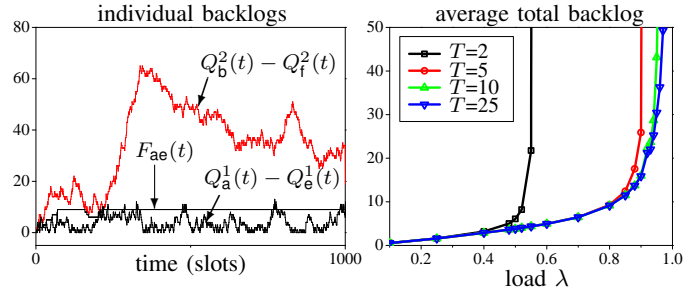 individual backlogs
80
60
40
20
0
Q_b^2(t) − Q_f^2(t)
F_ae(t)
Q_a^1(t) − Q_e^1(t)
0
1000
time (slots)
average total backlog
50
40
30
20
10
0
T=2
T=5
T=10
T=25
0.2
0.4
0.6
0.8
1.0
load λ